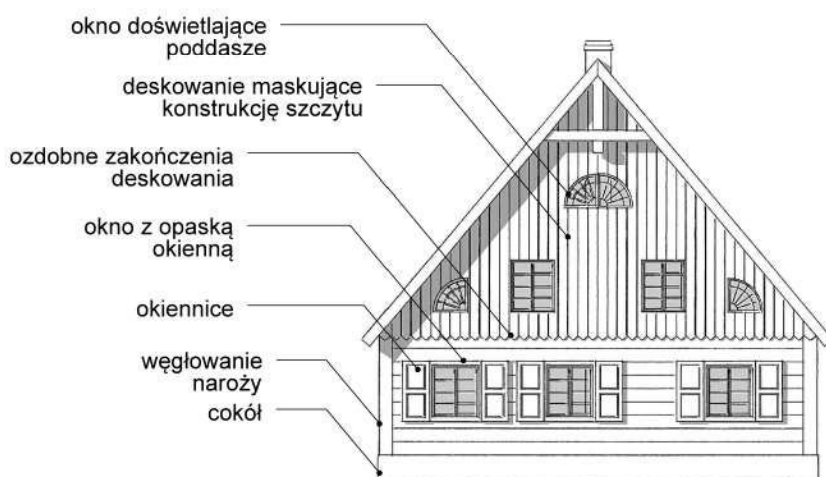 okno doświetlające
poddasze
deskowanie maskujące
konstrukcję szczytu
ozdobne zakończenia
deskowania
okno z opaską
okienną
okiennice
węgłowanie
naroży
cokół